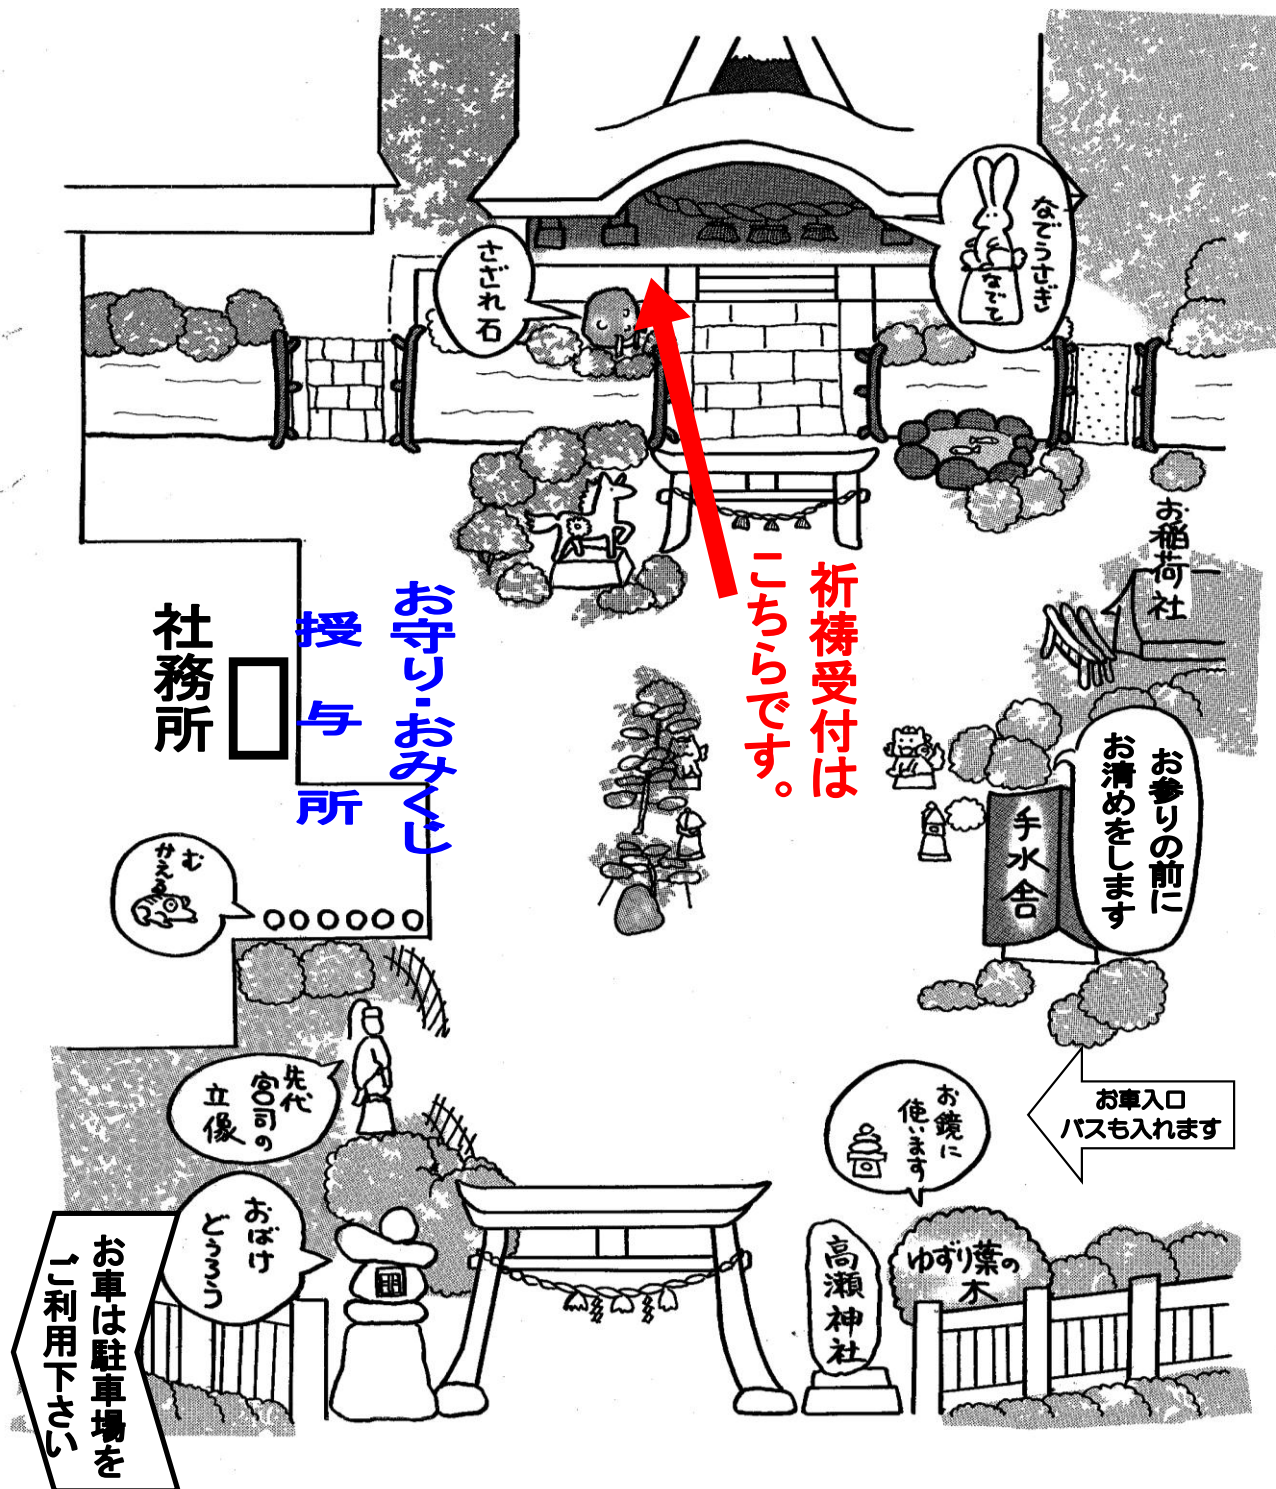 なでうさぎ
なでて
さざれ石
お稲荷社
祈祷受付は
こちらです。
お守り・おみくじ
授与所
社務所
お参りの前に
お清めをします
手水舎
む
かえる
先代
宮司の
立像
お鏡に
使います
お車入口
バスも入れます
おばけ
どうろう
高瀬神社
ゆずり葉の
木
お車は駐車場を
ご利用下さい